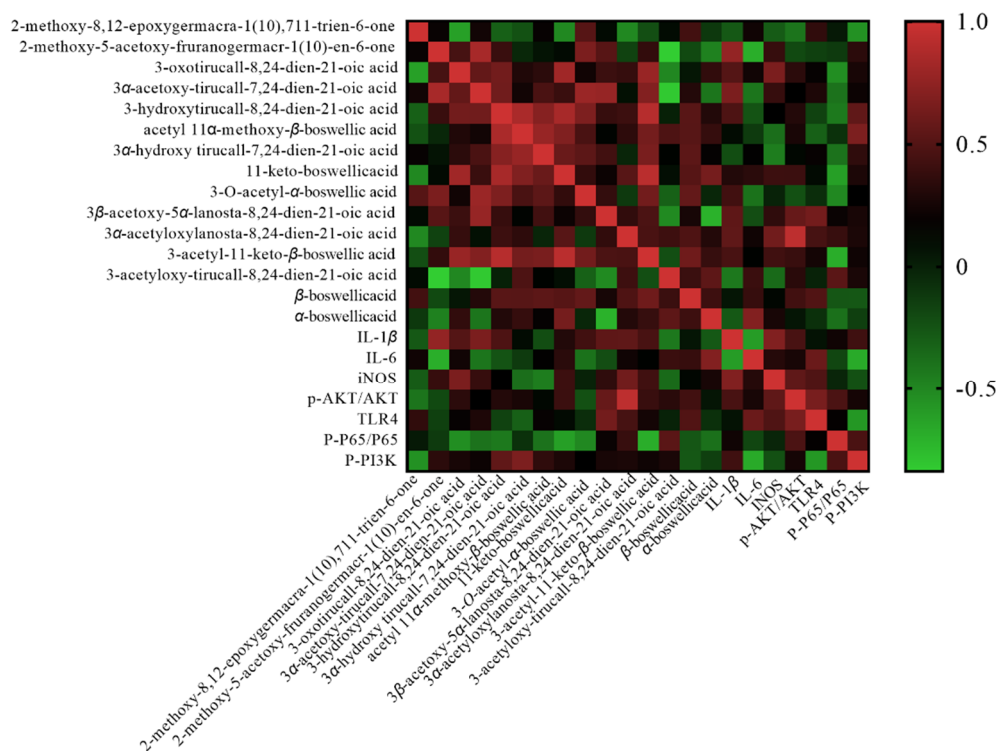 2-methoxy-8,12-epoxygermacra-1(10),711-trien-6-one
2-methoxy-5-acetoxy-fruranogermacr-1(10)-en-6-one
3-oxotirucall-8,24-dien-21-oic acid
3α-acetoxy-tirucall-7,24-dien-21-oic acid
3-hydroxytirucall-8,24-dien-21-oic acid
acetyl 11α-methoxy-β-boswellic acid
3α-hydroxy tirucall-7,24-dien-21-oic acid
11-keto-boswellicacid
3-O-acetyl-α-boswellic acid
3β-acetoxy-5α-lanosta-8,24-dien-21-oic acid
3α-acetyloxylanosta-8,24-dien-21-oic acid
3-acetyl-11-keto-β-boswellic acid
3-acetyloxy-tirucall-8,24-dien-21-oic acid
β-boswellicacid
α-boswellicacid
IL-1β
IL-6
iNOS
p-AKT/AKT
TLR4
P-P65/P65
P-PI3K
1.0
0.5
0
-0.5
2-methoxy-8,12-epoxygermacra-1(10),711-trien-6-one
2-methoxy-5-acetoxy-fruranogermacr-1(10)-en-6-one
3-oxotirucall-8,24-dien-21-oic acid
3α-acetoxy-tirucall-7,24-dien-21-oic acid
3-hydroxytirucall-8,24-dien-21-oic acid
3α-hydroxy tirucall-7,24-dien-21-oic acid
acetyl 11α-methoxy-β-boswellic acid
11-keto-boswellicacid
3-O-acetyl-α-boswellic acid
3β-acetoxy-5α-lanosta-8,24-dien-21-oic acid
3α-acetyloxylanosta-8,24-dien-21-oic acid
3-acetyl-11-keto-β-boswellic acid
3-acetyloxy-tirucall-8,24-dien-21-oic acid
β-boswellicacid
α-boswellicacid
IL-1β
IL-6
iNOS
p-AKT/AKT
TLR4
P-P65/P65
P-PI3K